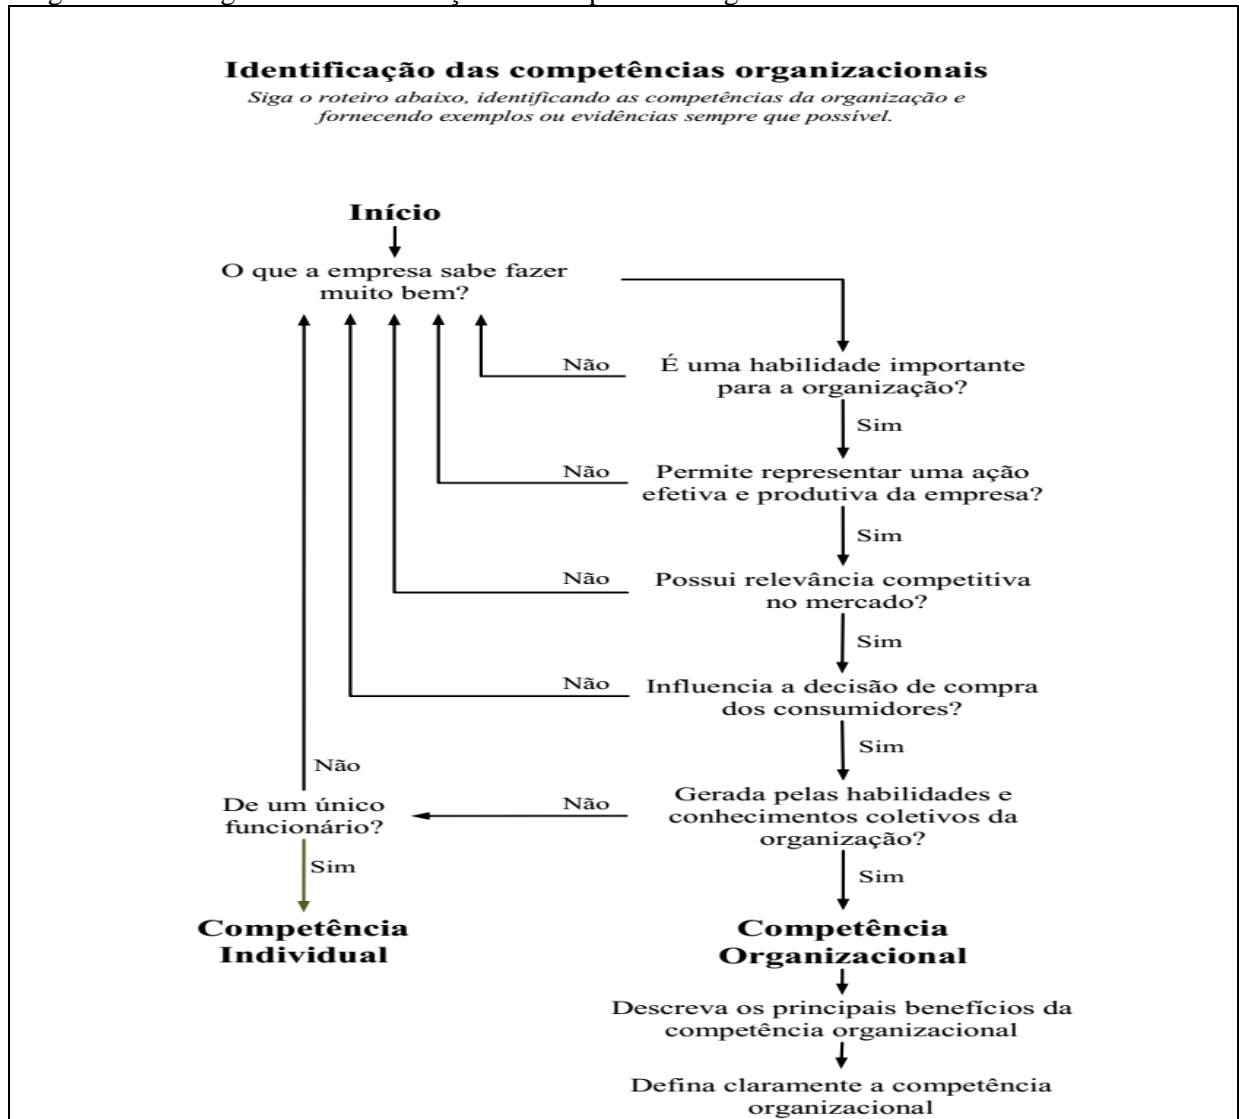 Identificação das competências organizacionais
Siga o roteiro abaixo, identificando as competências da organização e
fornecendo exemplos ou evidências sempre que possível.
Início
O que a empresa sabe fazer
muito bem?
Não
É uma habilidade importante
para a organização?
Sim
Não
Permite representar uma ação
efetiva e produtiva da empresa?
Sim
Não
Possui relevância competitiva
no mercado?
Sim
Não
Influencia a decisão de compra
dos consumidores?
Sim
Não
De um único
funcionário?
Não
Gerada pelas habilidades e
conhecimentos coletivos da
organização?
Sim
Sim
Competência
Individual
Competência
Organizacional
Descreva os principais benefícios da
competência organizacional
Defina claramente a competência
organizacional